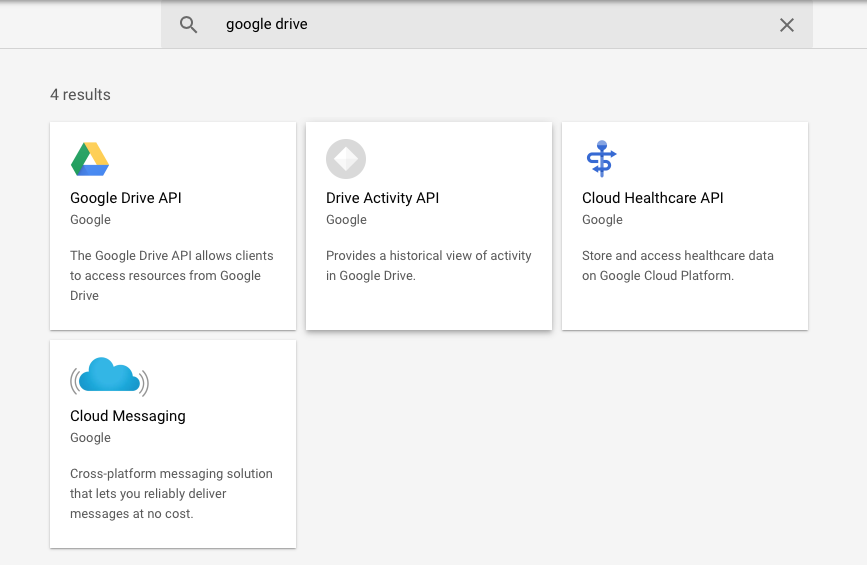 google drive
4 results
Google Drive API
Google
The Google Drive API allows clients
to access resources from Google
Drive
Drive Activity API
Google
Provides a historical view of activity
in Google Drive.
Cloud Healthcare API
Google
Store and access healthcare data
on Google Cloud Platform.
Cloud Messaging
Google
Cross-platform messaging solution
that lets you reliably deliver
messages at no cost.